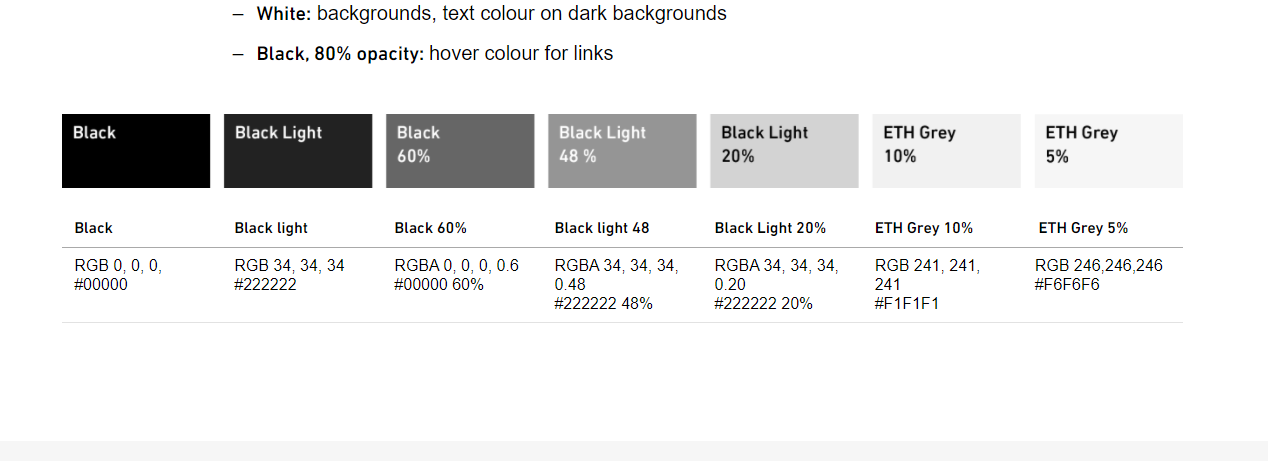 – White: backgrounds, text colour on dark backgrounds
– Black, 80% opacity: hover colour for links
Black
Black Light
Black
60%
Black Light
48 %
Black Light
20%
ETH Grey
10%
ETH Grey
5%
Black
Black light
Black 60%
Black light 48
Black Light 20%
ETH Grey 10%
ETH Grey 5%
RGB 0, 0, 0,
#00000
RGB 34, 34, 34
#222222
RGBA 0, 0, 0, 0.6
#00000 60%
RGBA 34, 34, 34,
0.48
#222222 48%
RGBA 34, 34, 34,
0.20
#222222 20%
RGB 241, 241,
241
#F1F1F1
RGB 246,246,246
#F6F6F6